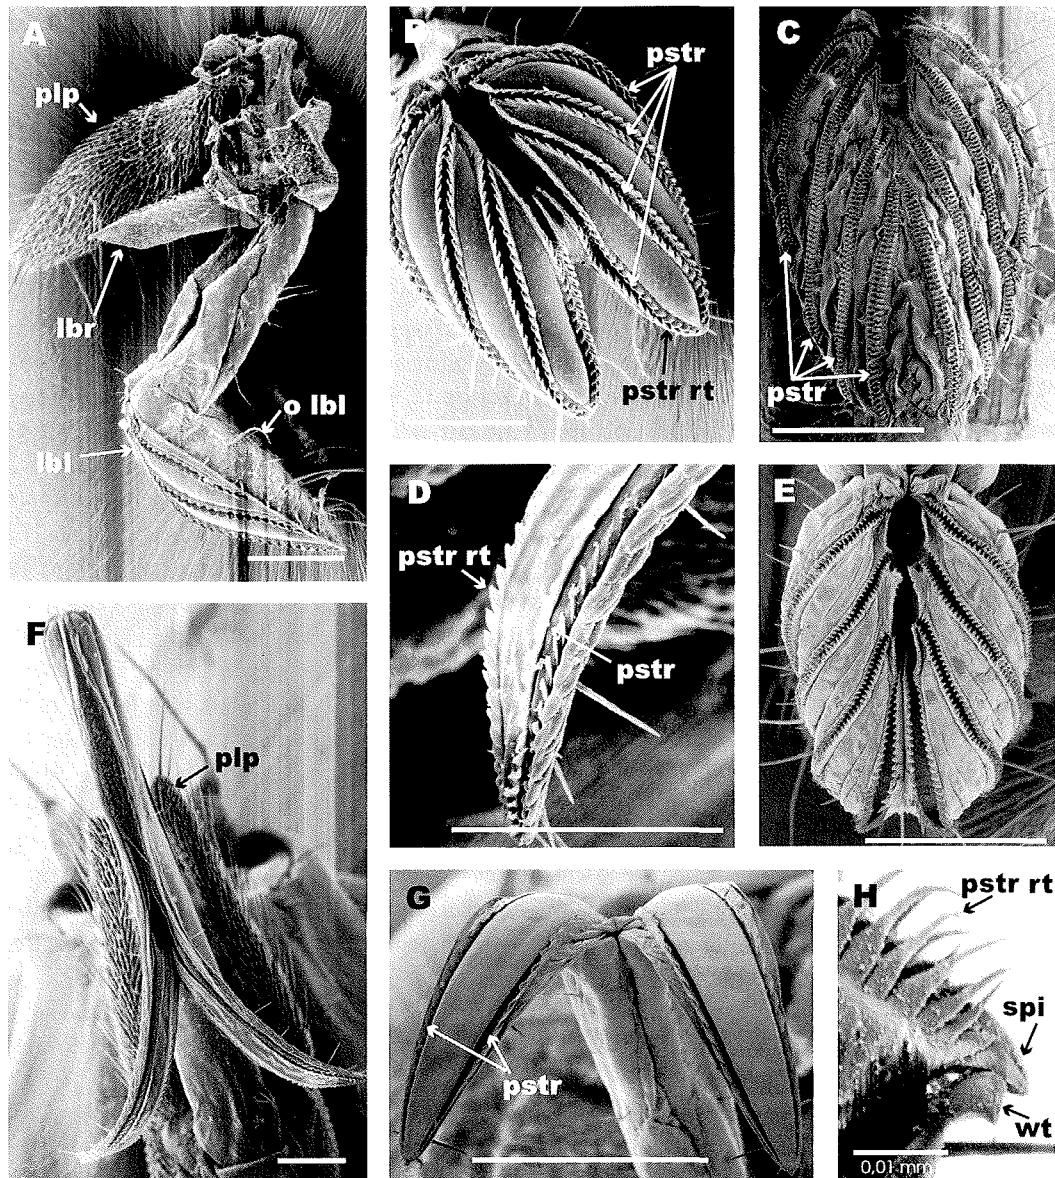 A
plp
lbr
lbl
o lbl
B
pstr
pstr rt
C
pstr
D
pstr rt
pstr
E
F
plp
G
pstr
H
pstr rt
spi
wt
0,01 mm